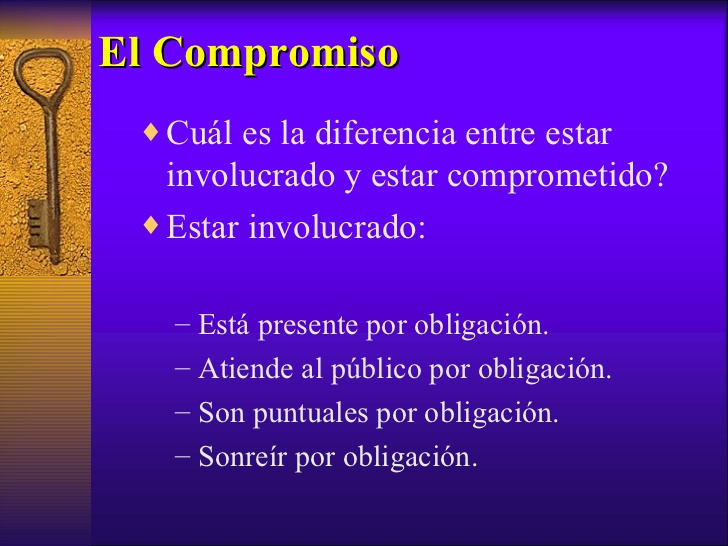 El Compromiso
♦ Cuál es la diferencia entre estar
involucrado y estar comprometido?
♦ Estar involucrado:
– Está presente por obligación.
– Atiende al público por obligación.
– Son puntuales por obligación.
– Sonreír por obligación.